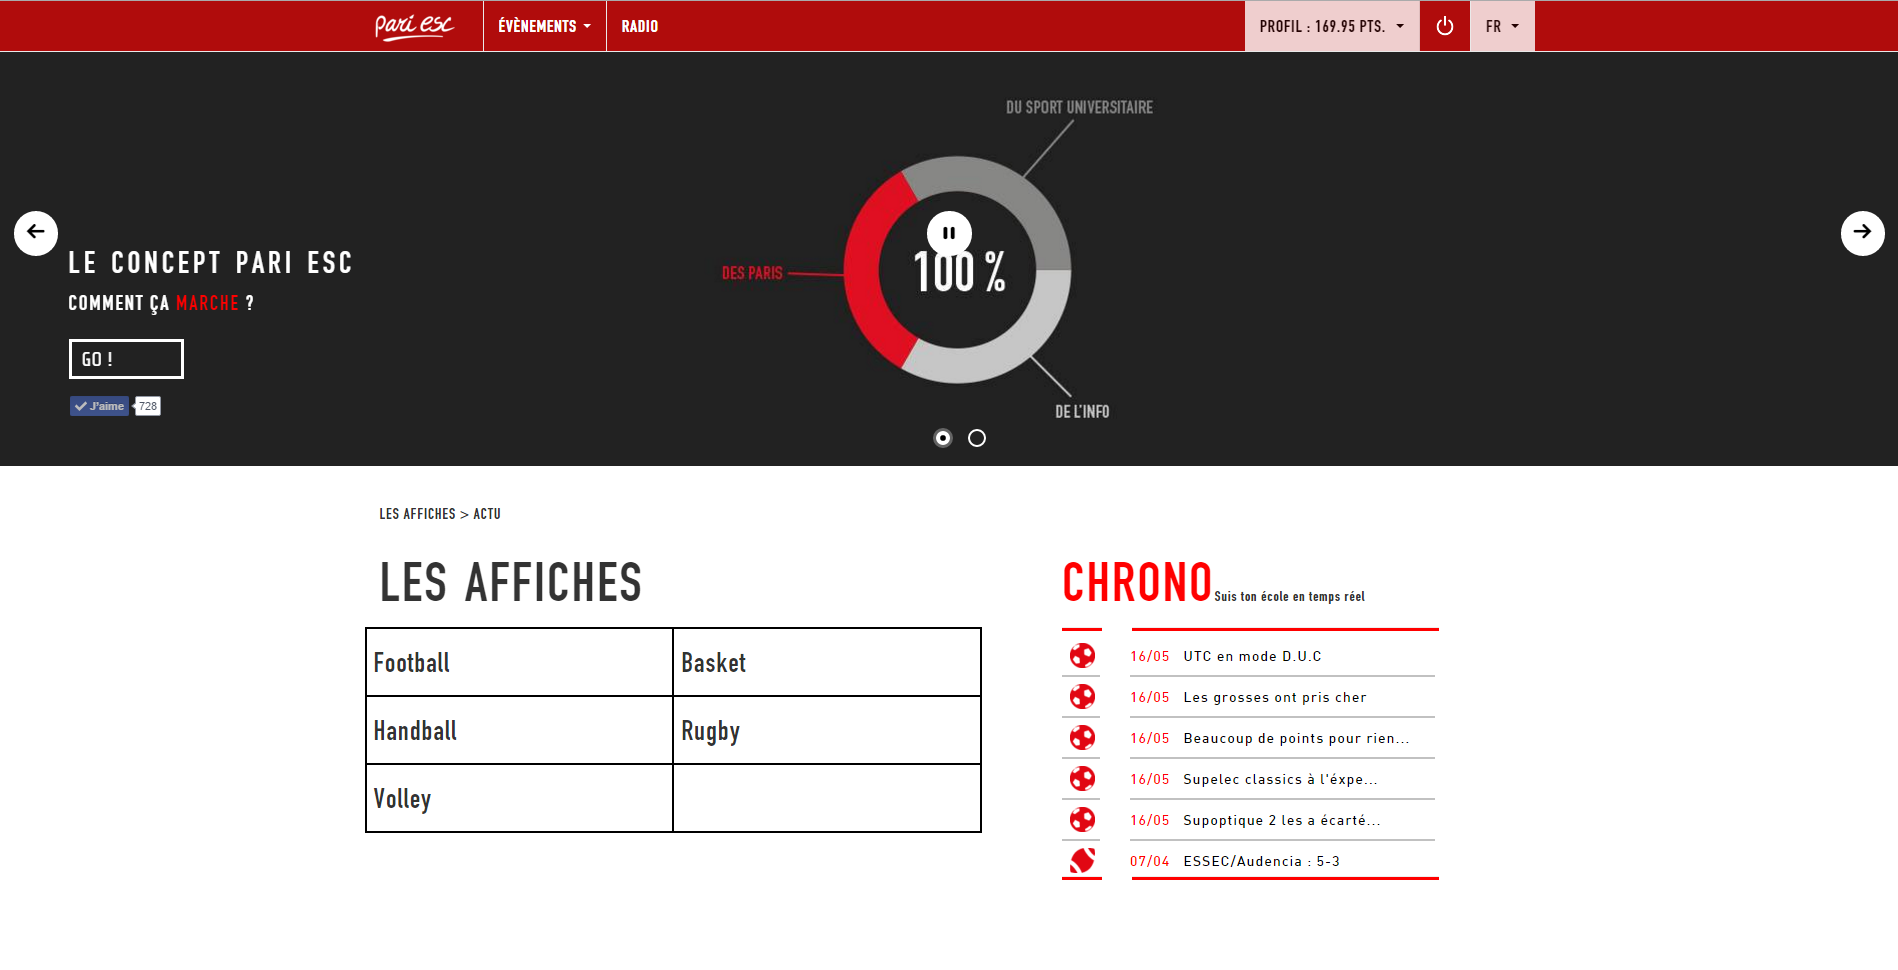 Pari esc
ÉVÈNEMENTS
RADIO
PROFIL : 169.95 PTS.
FR
DU SPORT UNIVERSITAIRE
LE CONCEPT PARI ESC
COMMENT ÇA MARCHE ?
GO !
J'aime 728
DES PARIS
100 %
DE L'INFO
LES AFFICHES > ACTU
LES AFFICHES
Football
Basket
Handball
Rugby
Volley
CHRONO Suis ton école en temps réel
16/05 UTC en mode D.U.C
16/05 Les grosses ont pris cher
16/05 Beaucoup de points pour rien...
16/05 Supelec classics à l'éxpe...
16/05 Supoptique 2 les a écarté...
07/04 ESSEC/Audencia : 5-3